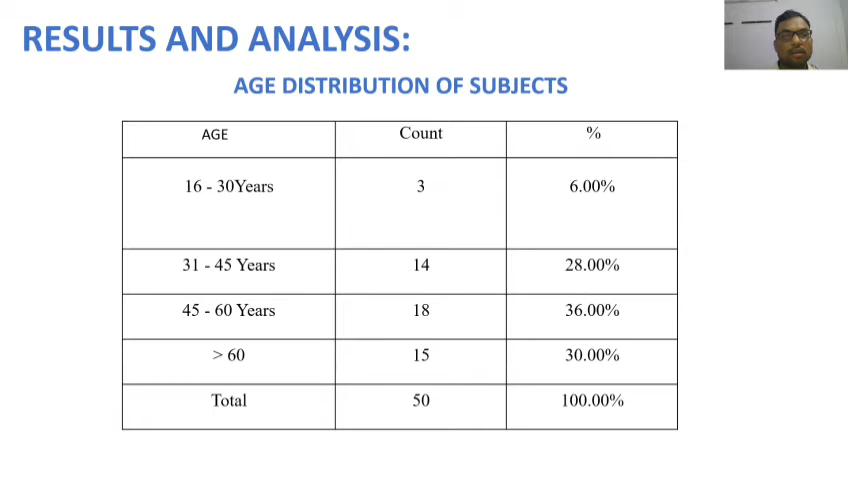 RESULTS AND ANALYSIS:
AGE DISTRIBUTION OF SUBJECTS
AGE Count %
16 - 30Years 3 6.00%
31 - 45 Years 14 28.00%
45 - 60 Years 18 36.00%
> 60 15 30.00%
Total 50 100.00%